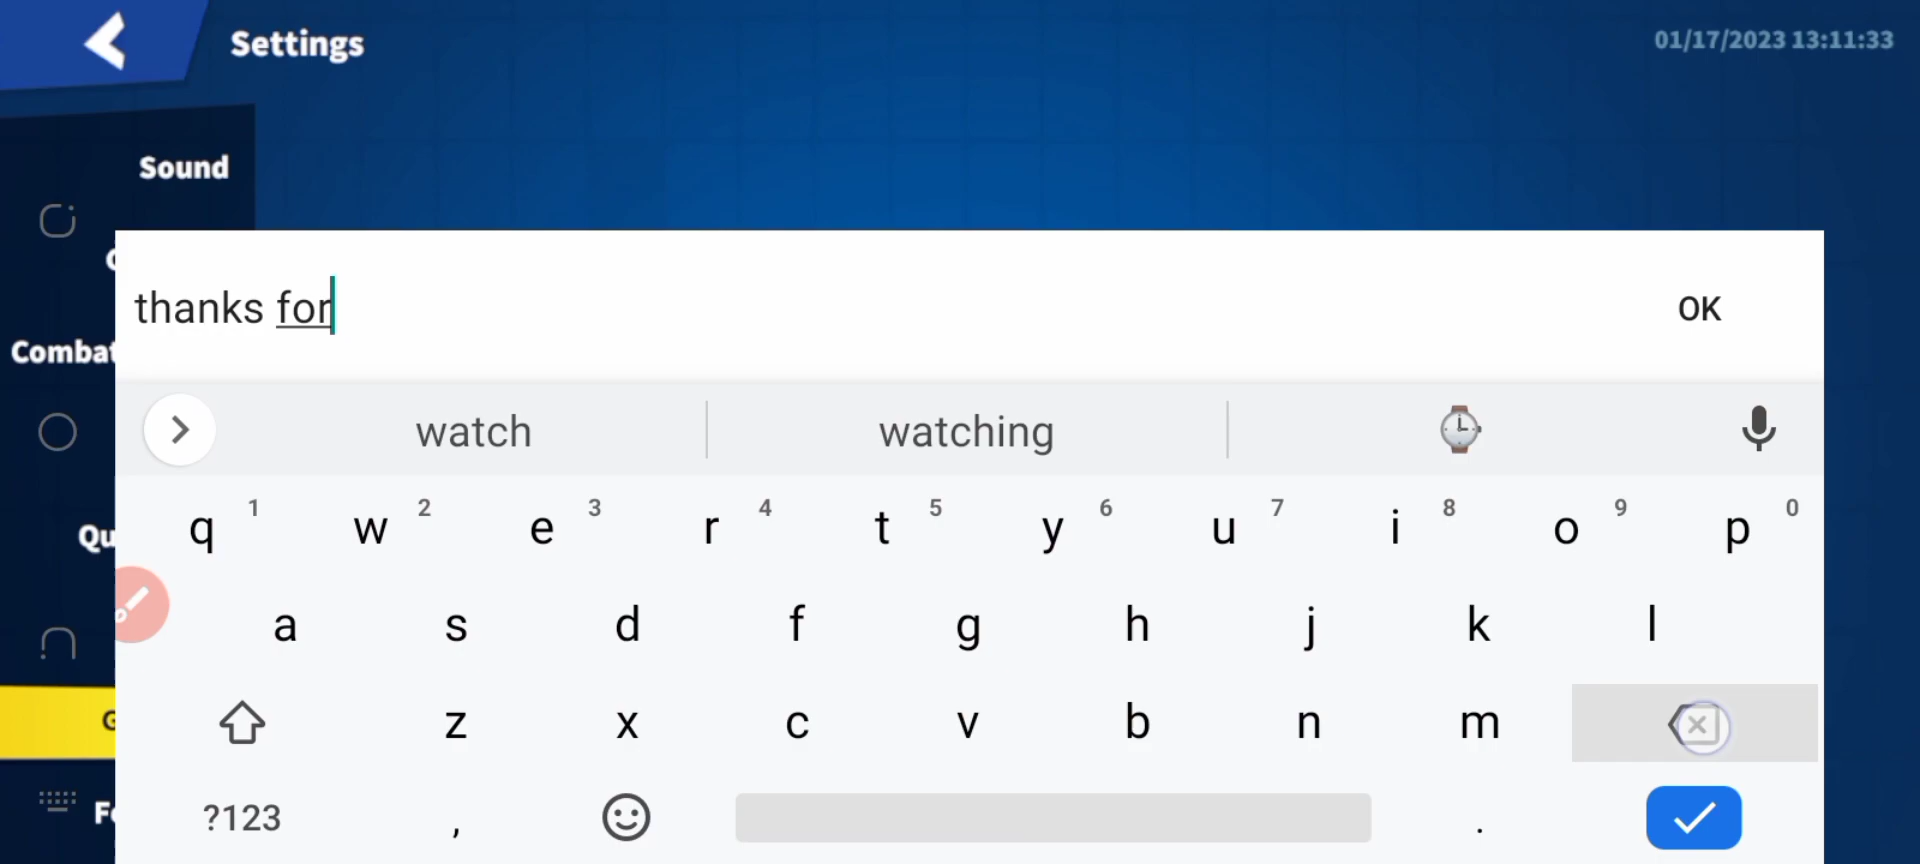 Settings
01/17/2023 13:11:33
Sound
Combat
Qu
thanks for
OK
watch watching
q 1 w 2 e 3 r 4 t 5 y 6 u 7 i 8 o 9 p 0
a s d f g h j k l
z x c v b n m
?123 , .